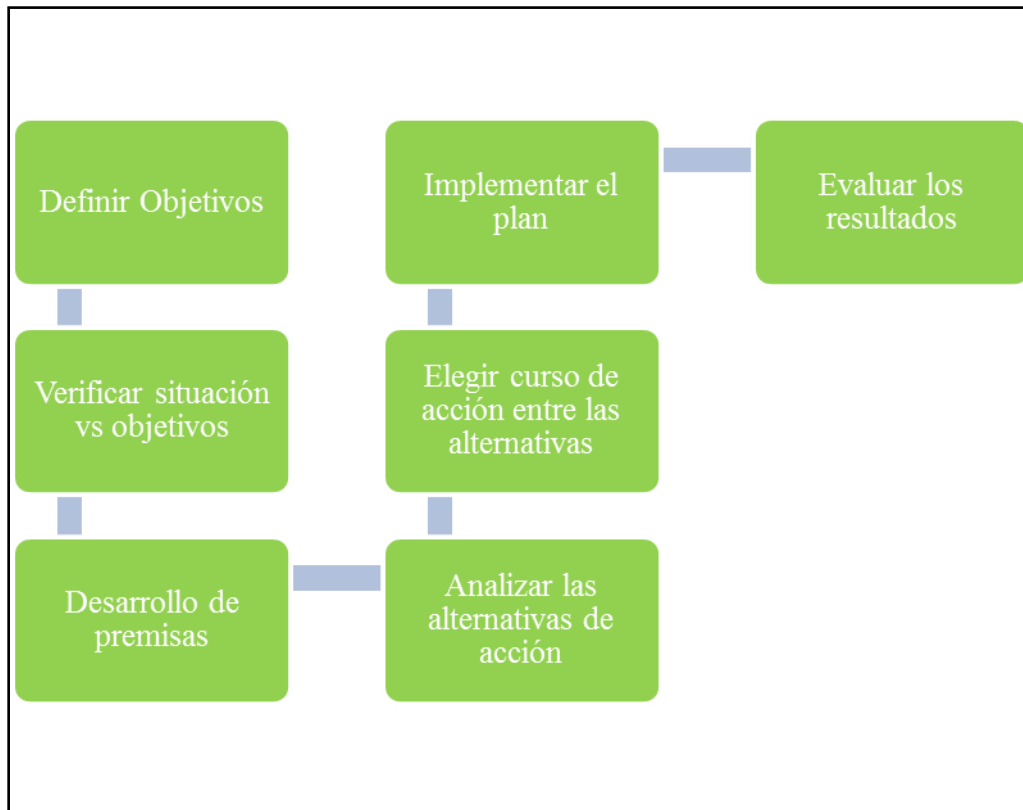 Definir Objetivos
Verificar situación
vs objetivos
Desarrollo de
premisas
Analizar las
alternativas de
acción
Elegir curso de
acción entre las
alternativas
Implementar el
plan
Evaluar los
resultados